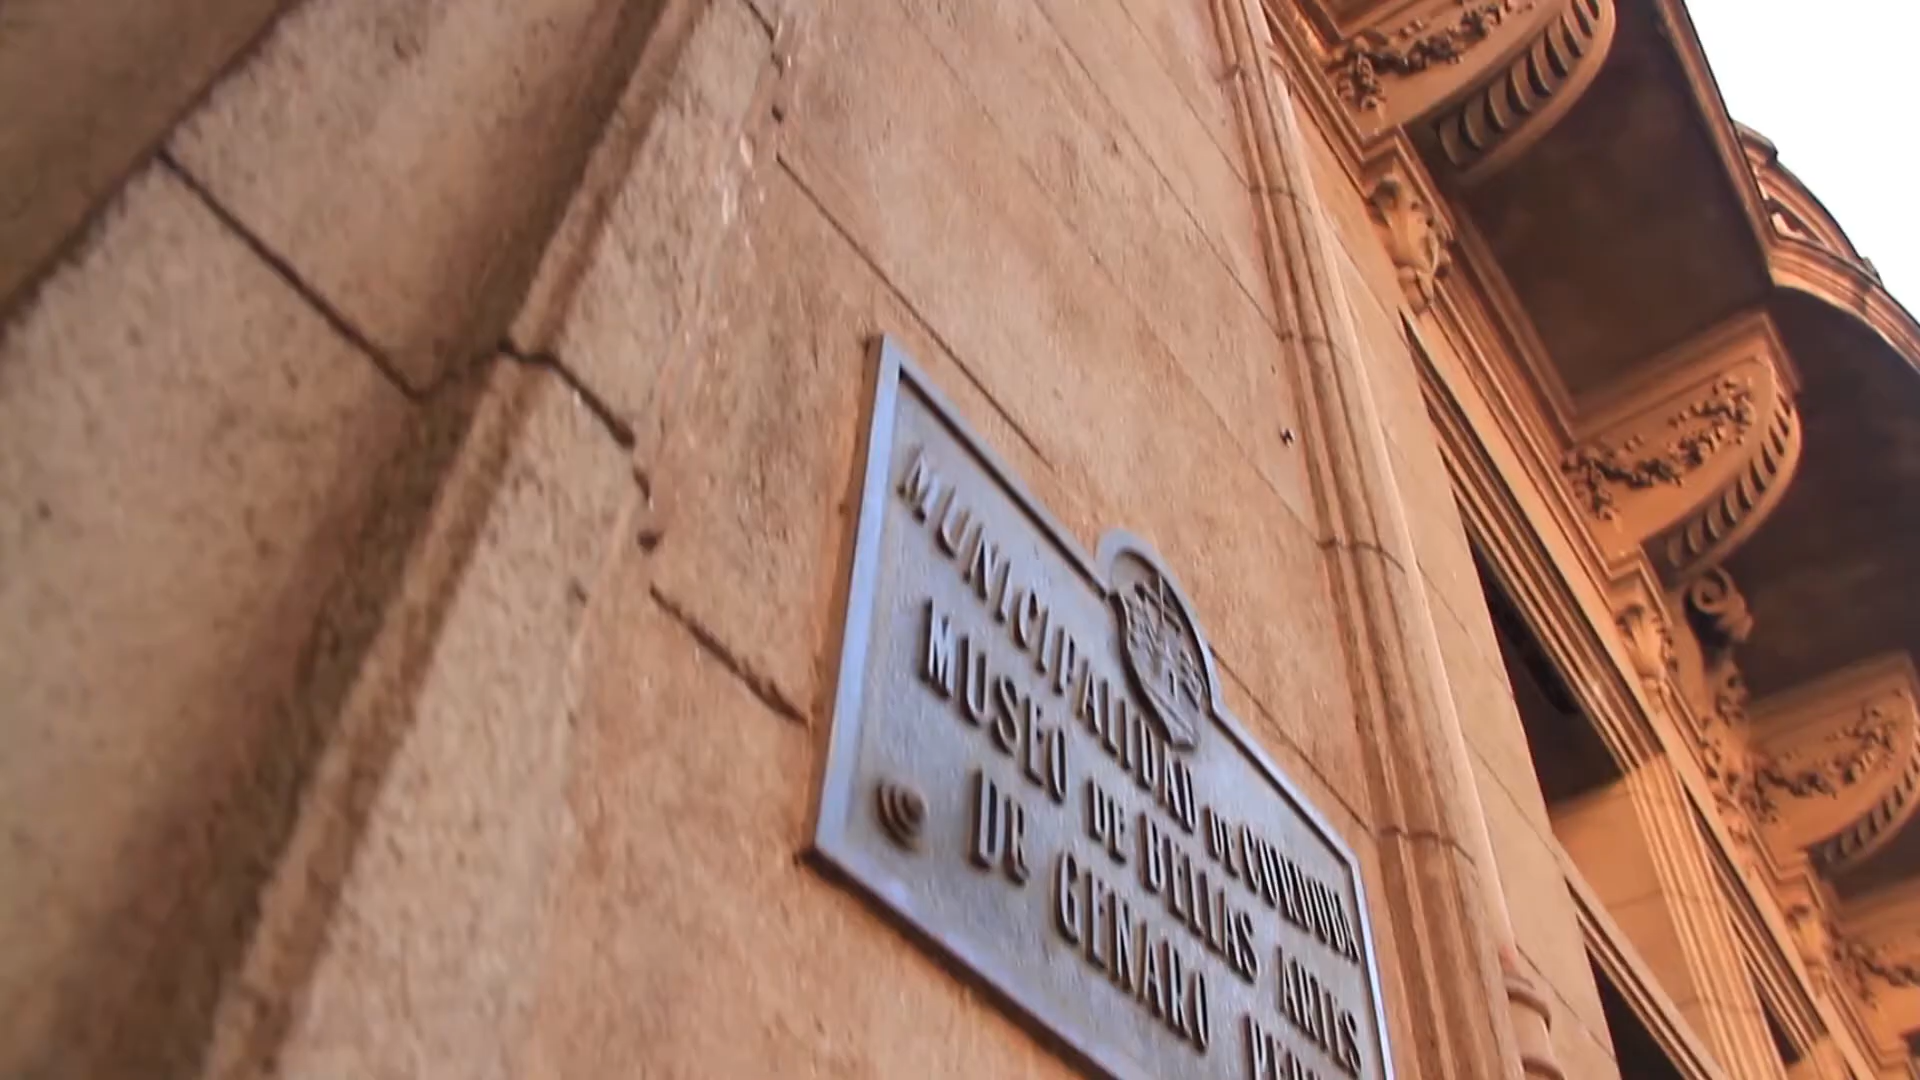 MUNICIPALIDAD DE CORDOBA
MUSEO DE BELLAS ARTES
DE GENARO